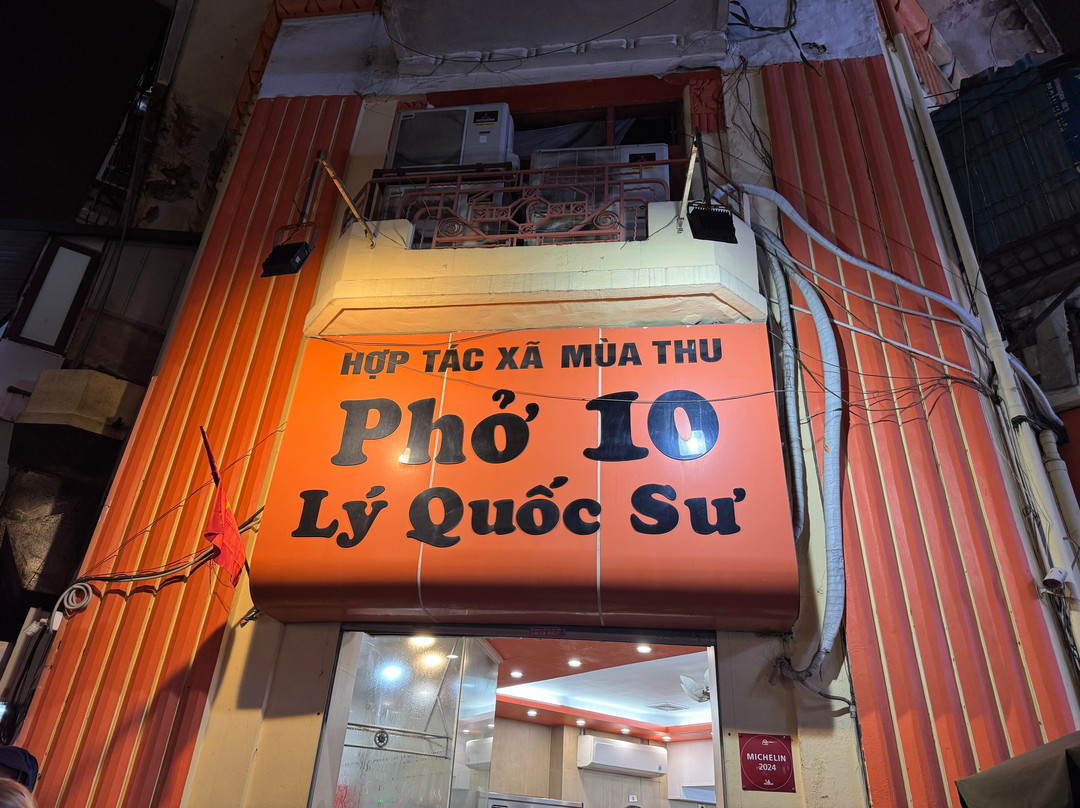 HỢP TÁC XÃ MÙA THU
Phở 10
Lý Quốc Sư
MICHELIN
2024